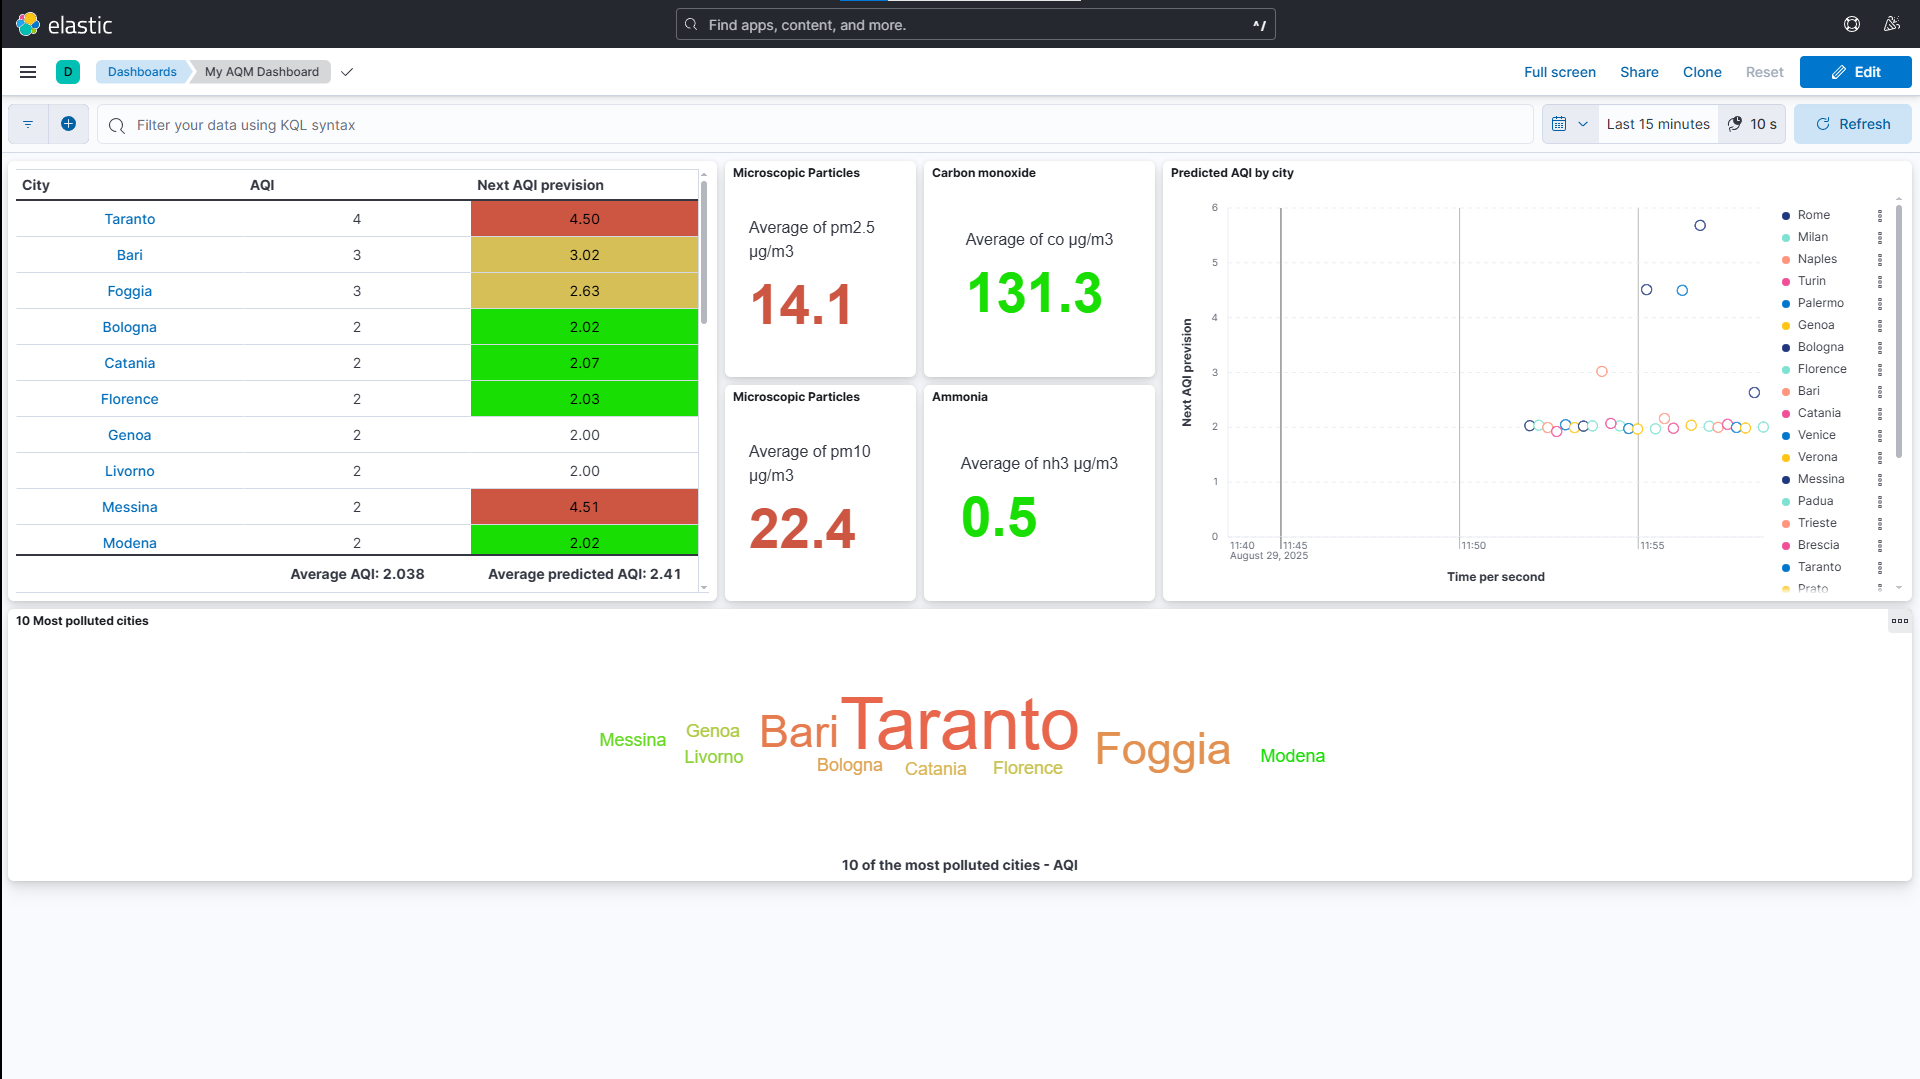 elastic
Find apps, content, and more.
^/
D
Dashboards
My AQM Dashboard
Full screen
Share
Clone
Reset
Edit
Filter your data using KQL syntax
Last 15 minutes
10 s
Refresh
City AQI Next AQI prevision
Taranto 4 4.50
Bari 3 3.02
Foggia 3 2.63
Bologna 2 2.02
Catania 2 2.07
Florence 2 2.03
Genoa 2 2.00
Livorno 2 2.00
Messina 2 4.51
Modena 2 2.02
Average AQI: 2.038 Average predicted AQI: 2.41
Microscopic Particles
Average of pm2.5
µg/m3
14.1
Carbon monoxide
Average of co µg/m3
131.3
Microscopic Particles
Average of pm10
µg/m3
22.4
Ammonia
Average of nh3 µg/m3
0.5
Predicted AQI by city
Next AQI prevision
6
5
4
3
2
1
0
11:40 11:45 11:50 11:55
August 29, 2025
Time per second
Rome
Milan
Naples
Turin
Palermo
Genoa
Bologna
Florence
Bari
Catania
Venice
Verona
Messina
Padua
Trieste
Brescia
Taranto
Prato
10 Most polluted cities
Messina
Genoa
Livorno
Bari
Taranto
Bologna
Catania
Florence
Foggia
Modena
10 of the most polluted cities - AQI